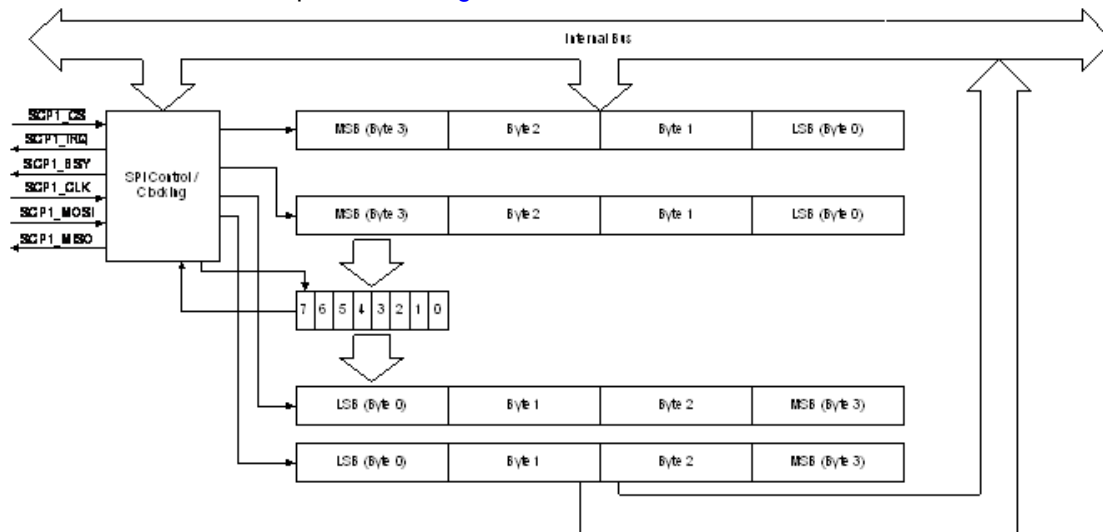 Internal Bus
SCP1_CS
SCP1_IRQ
SCP1_BSY
SCP1_CLK
SCP1_MOSI
SCP1_MISO
SPI Control /
Clocking
MSB (Byte 3) Byte 2 Byte 1 LSB (Byte 0)
MSB (Byte 3) Byte 2 Byte 1 LSB (Byte 0)
7 6 5 4 3 2 1 0
LSB (Byte 0) Byte 1 Byte 2 MSB (Byte 3)
LSB (Byte 0) Byte 1 Byte 2 MSB (Byte 3)